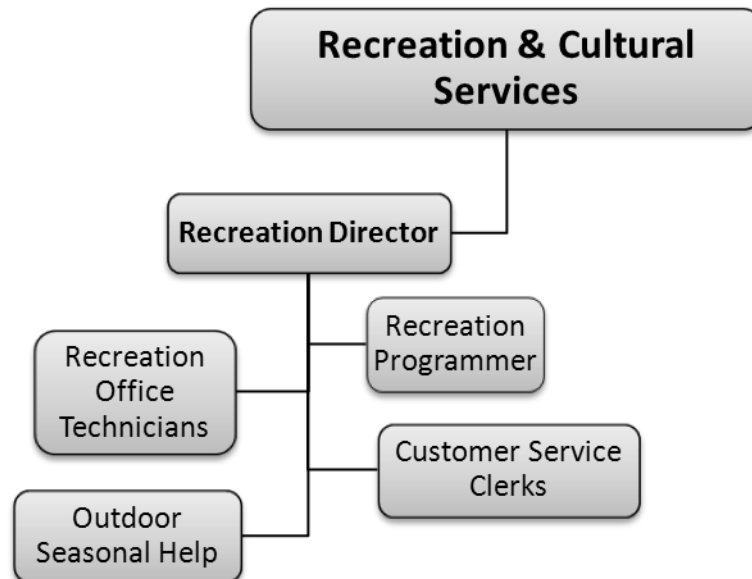 Recreation & Cultural
Services
Recreation Director
Recreation
Programmer
Recreation
Office
Technicians
Customer Service
Clerks
Outdoor
Seasonal Help